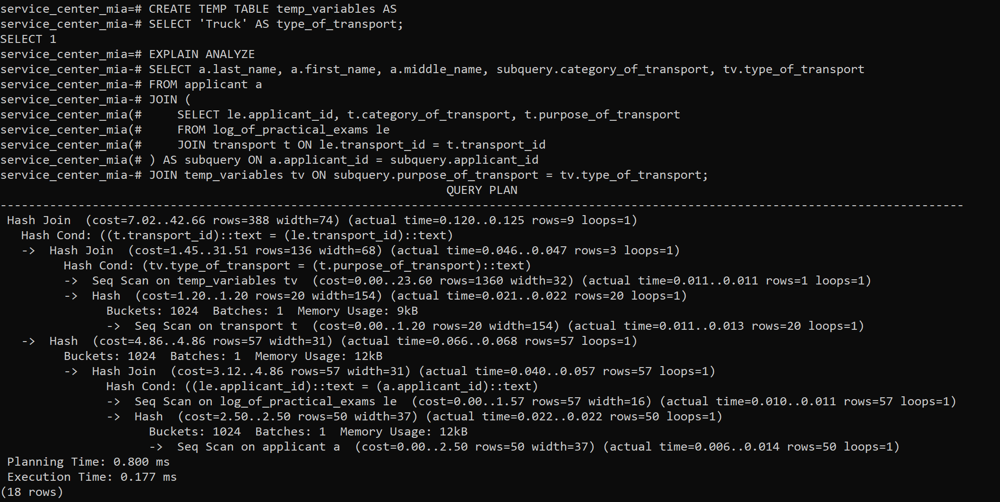 service_center_mia=# CREATE TEMP TABLE temp_variables AS
service_center_mia-# SELECT 'Truck' AS type_of_transport;
SELECT 1
service_center_mia=# EXPLAIN ANALYZE
service_center_mia-# SELECT a.last_name, a.first_name, a.middle_name, subquery.category_of_transport, tv.type_of_transport
service_center_mia-# FROM applicant a
service_center_mia-# JOIN (
service_center_mia(#     SELECT le.applicant_id, t.category_of_transport, t.purpose_of_transport
service_center_mia(#     FROM log_of_practical_exams le
service_center_mia(#     JOIN transport t ON le.transport_id = t.transport_id
service_center_mia(# ) AS subquery ON a.applicant_id = subquery.applicant_id
service_center_mia-# JOIN temp_variables tv ON subquery.purpose_of_transport = tv.type_of_transport;
                                                               QUERY PLAN
----------------------------------------------------------------------------------------------------------------------------------------
 Hash Join  (cost=7.02..42.66 rows=388 width=74) (actual time=0.120..0.125 rows=9 loops=1)
   Hash Cond: ((t.transport_id)::text = (le.transport_id)::text)
   ->  Hash Join  (cost=1.45..31.51 rows=136 width=68) (actual time=0.046..0.047 rows=3 loops=1)
         Hash Cond: (tv.type_of_transport = (t.purpose_of_transport)::text)
         ->  Seq Scan on temp_variables tv  (cost=0.00..23.60 rows=1360 width=32) (actual time=0.011..0.011 rows=1 loops=1)
         ->  Hash  (cost=1.20..1.20 rows=20 width=154) (actual time=0.021..0.022 rows=20 loops=1)
               Buckets: 1024  Batches: 1  Memory Usage: 9kB
               ->  Seq Scan on transport t  (cost=0.00..1.20 rows=20 width=154) (actual time=0.011..0.013 rows=20 loops=1)
   ->  Hash  (cost=4.86..4.86 rows=57 width=31) (actual time=0.066..0.068 rows=57 loops=1)
         Buckets: 1024  Batches: 1  Memory Usage: 12kB
         ->  Hash Join  (cost=3.12..4.86 rows=57 width=31) (actual time=0.040..0.057 rows=57 loops=1)
               Hash Cond: ((le.applicant_id)::text = (a.applicant_id)::text)
               ->  Seq Scan on log_of_practical_exams le  (cost=0.00..1.57 rows=57 width=16) (actual time=0.010..0.011 rows=57 loops=1)
               ->  Hash  (cost=2.50..2.50 rows=50 width=37) (actual time=0.022..0.022 rows=50 loops=1)
                     Buckets: 1024  Batches: 1  Memory Usage: 12kB
                     ->  Seq Scan on applicant a  (cost=0.00..2.50 rows=50 width=37) (actual time=0.006..0.014 rows=50 loops=1)
 Planning Time: 0.800 ms
 Execution Time: 0.177 ms
(18 rows)